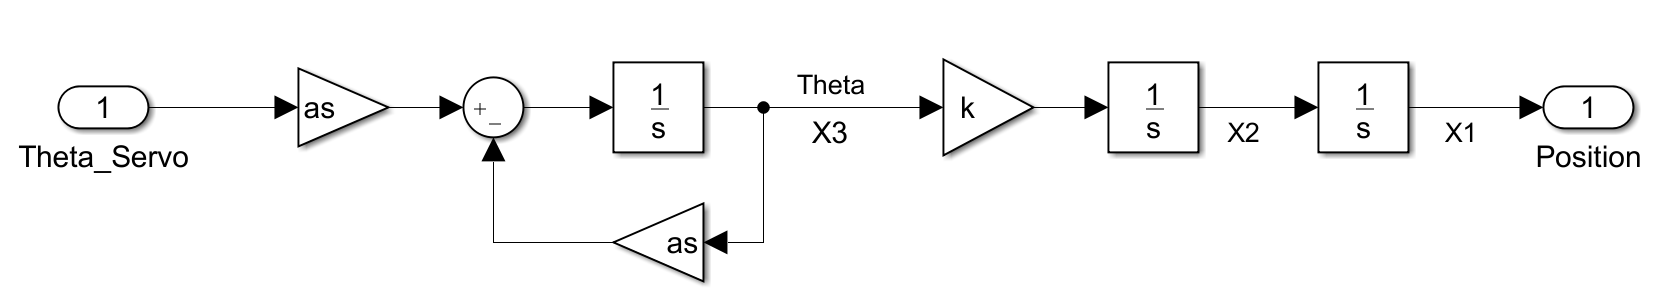 1
Theta_Servo
as
+
_
1
s
Theta
X3
as
k
1
s
X2
1
s
X1
1
Position